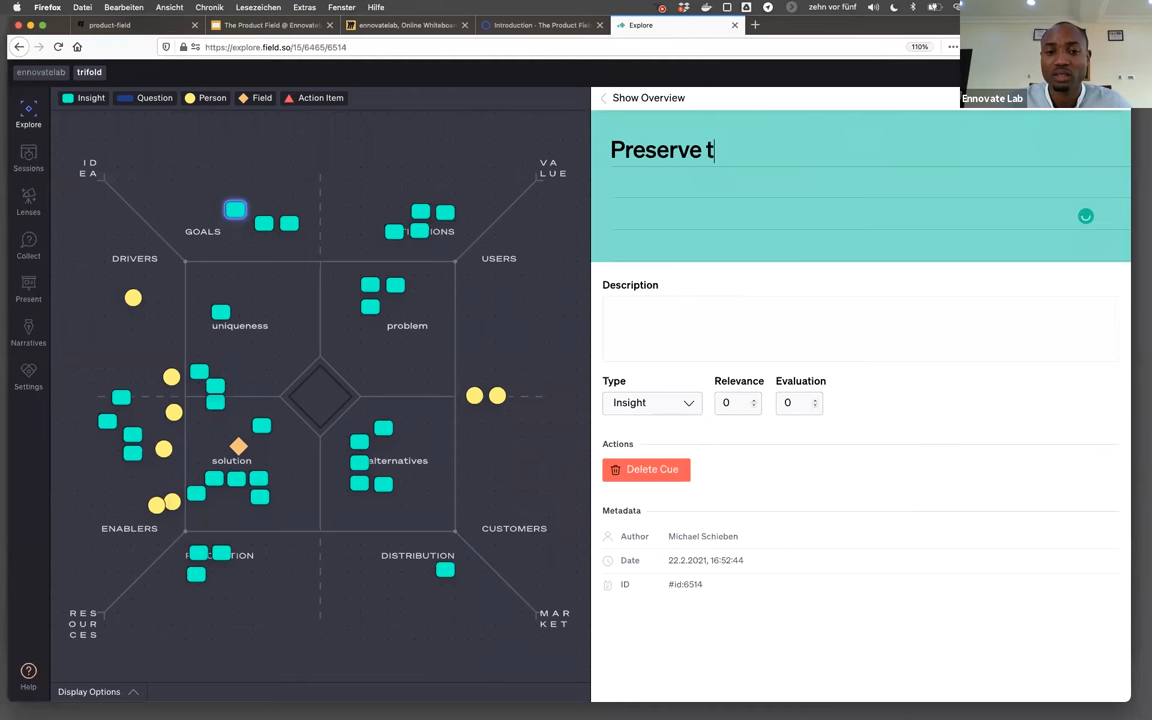 Firefox Datei Bearbeiten Ansicht Chronik Lesezeichen Extras Fenster Hilfe zehn vor fünf
product-field
The Product Field @ Ennovate
ennovatelab, Online Whiteboard
Introduction - The Product Field
Explore
https://explore.field.so/15/6465/6514
110%
ennovatelab trifold
Insight Question Person Field Action Item
Show Overview
Ennovate Lab
Explore
Sessions
Lenses
Collect
Present
Narratives
Settings
Help
ID
EA
VA
LUE
GOALS
DRIVERS
USERS
uniqueness
problem
solution
alternatives
ENABLERS
CUSTOMERS
DISTRIBUTION
RES
OUR
CES
MAR
KET
Display Options
Preserve t
Description
Type Relevance Evaluation
Insight 0 0
Actions
Delete Cue
Metadata
Author Michael Schieben
Date 22.2.2021, 16:52:44
ID #id:6514